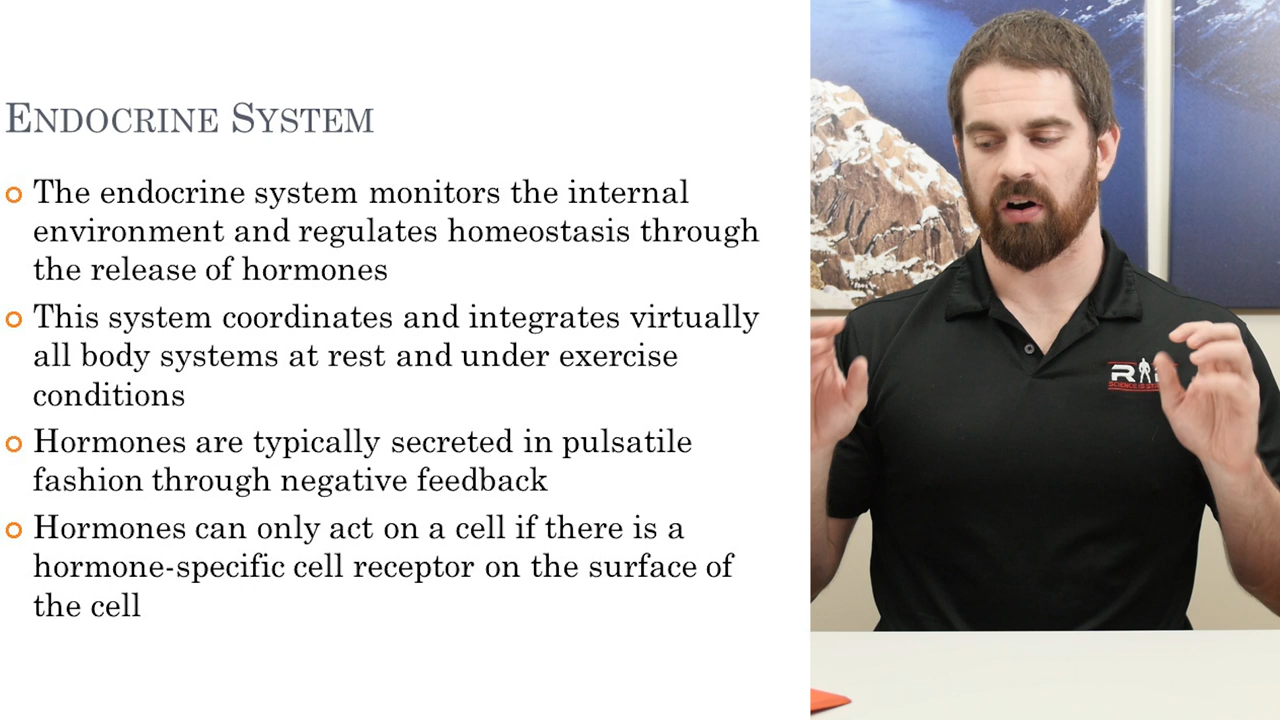 ENDOCRINE SYSTEM
The endocrine system monitors the internal
environment and regulates homeostasis through
the release of hormones
This system coordinates and integrates virtually
all body systems at rest and under exercise
conditions
Hormones are typically secreted in pulsatile
fashion through negative feedback
Hormones can only act on a cell if there is a
hormone-specific cell receptor on the surface of
the cell